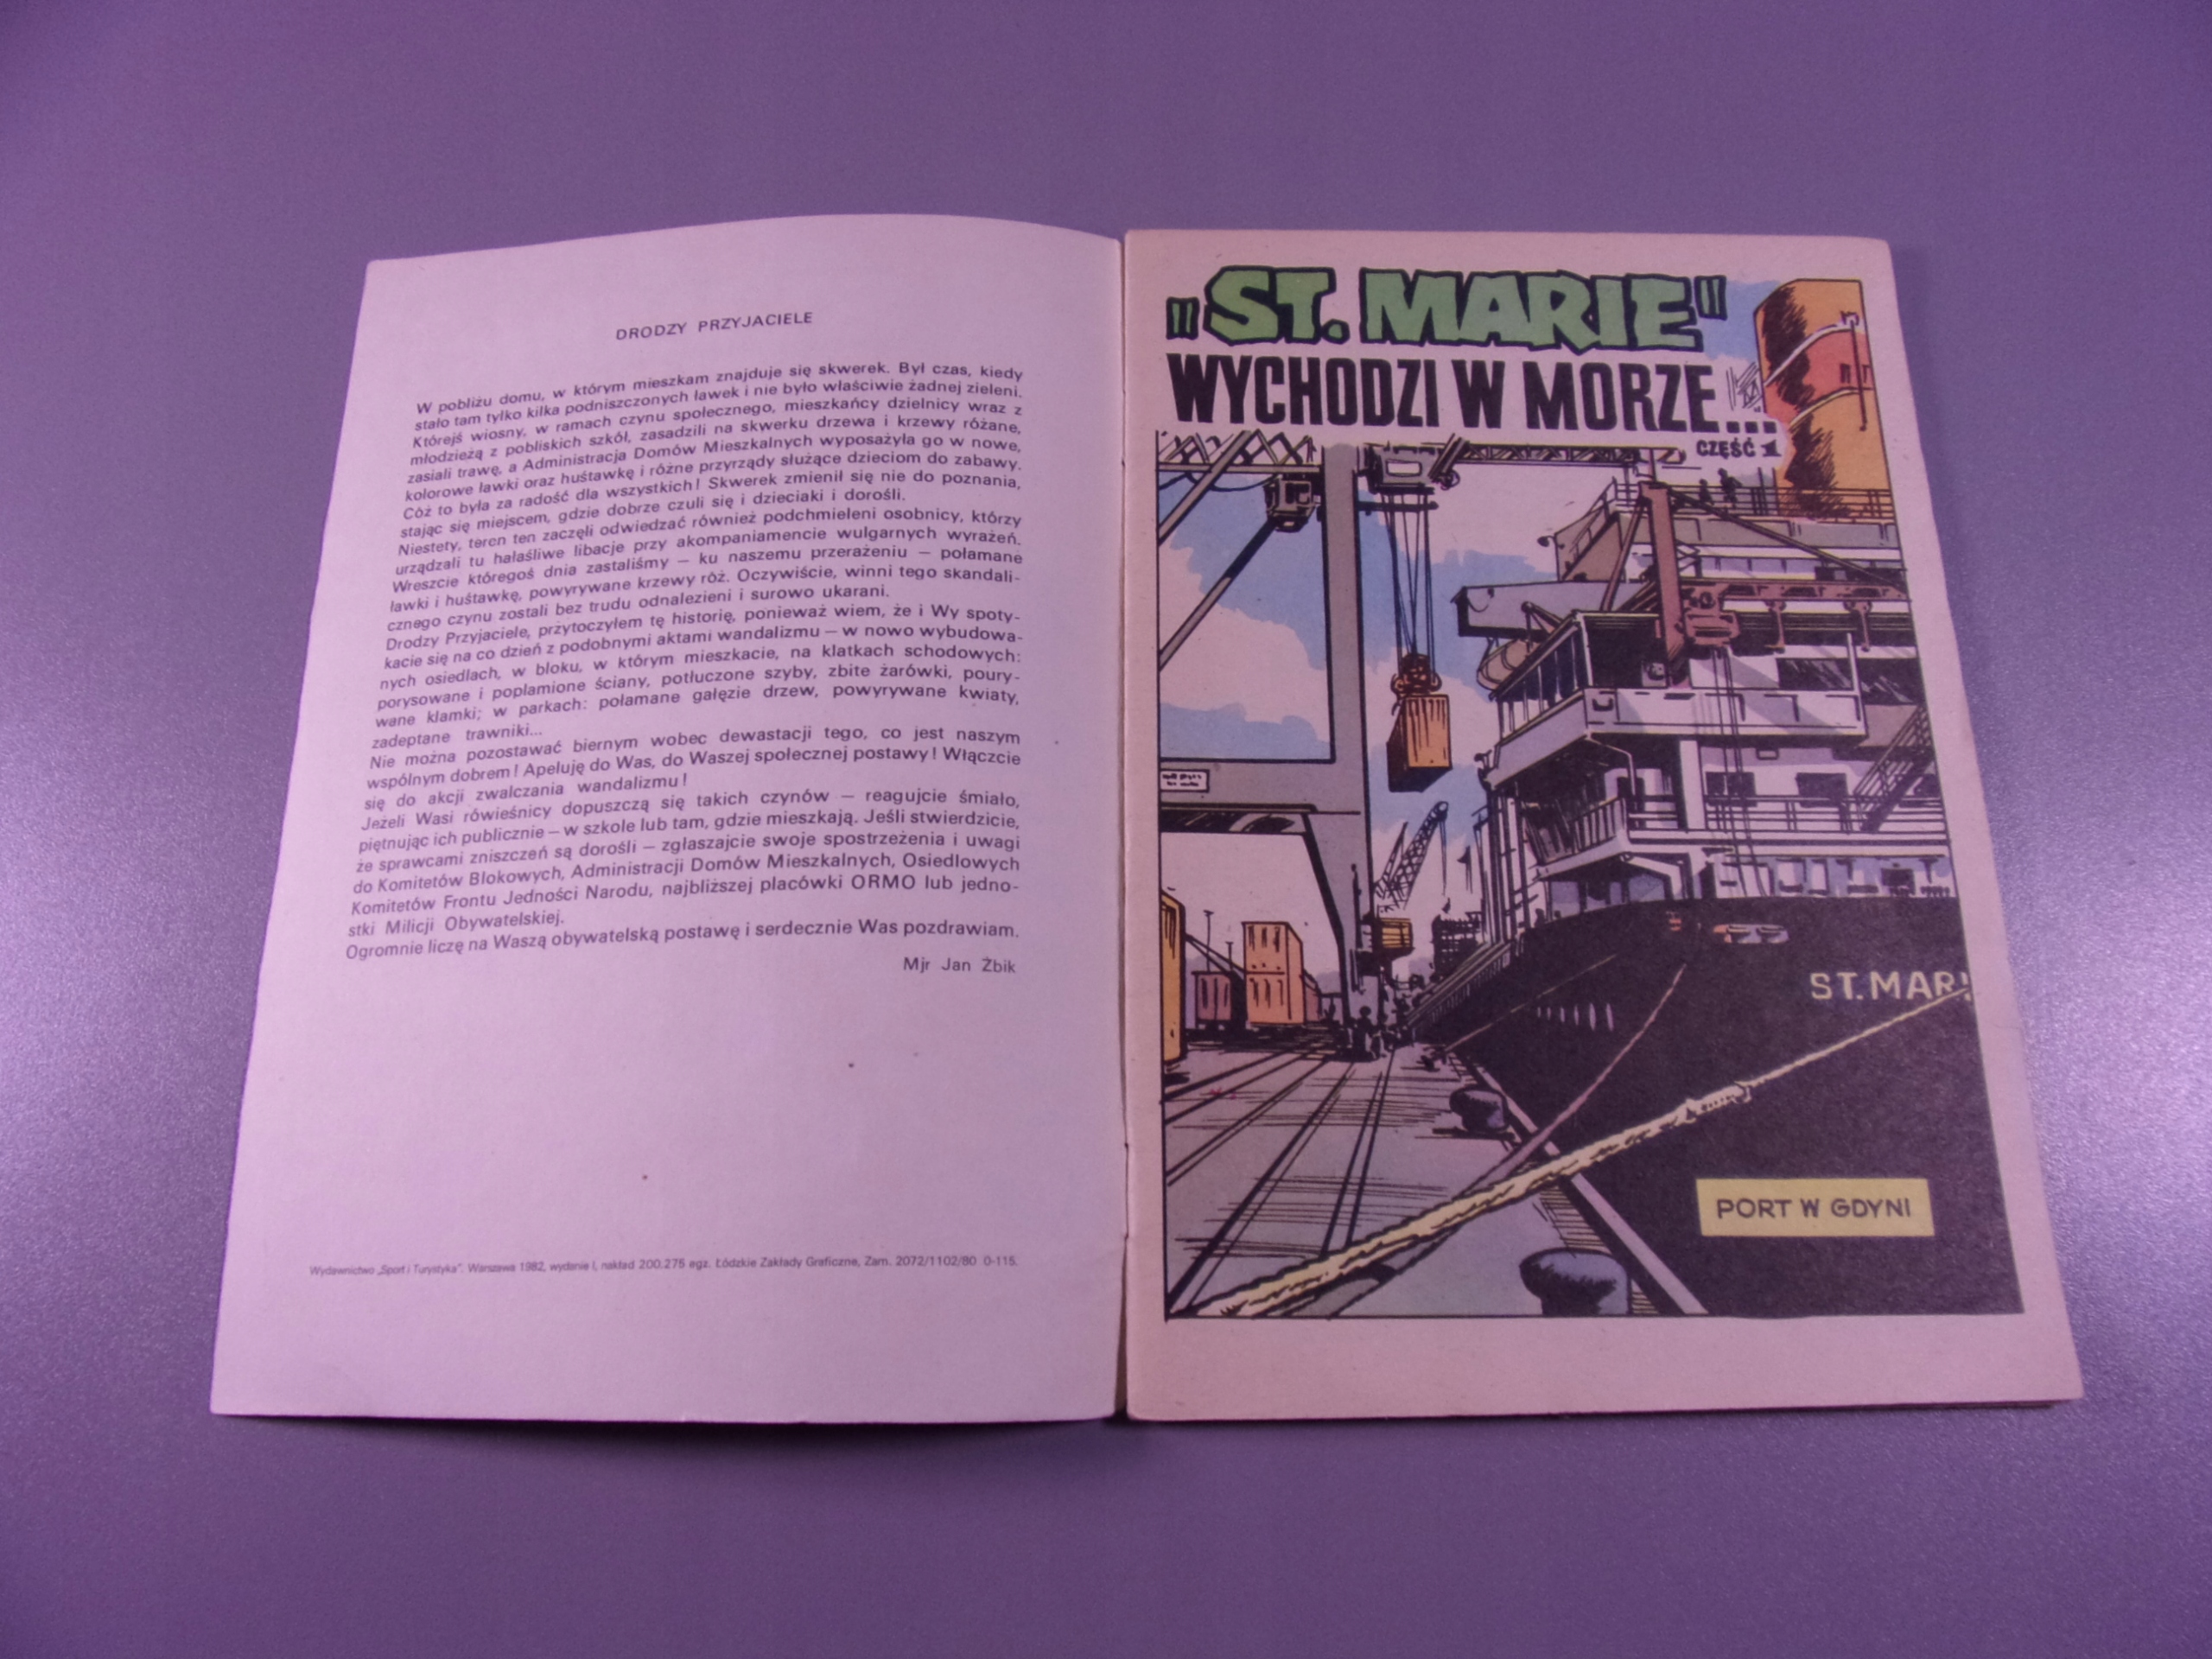 DRODZY PRZYJACIELE
W pobliżu domu, w którym mieszkam znajduje się skwerek. Był czas, kiedy
stało tam tylko kilka podniszczonych ławek i nie było właściwie żadnej zieleni.
Którejś wiosny, w ramach czynu społecznego, mieszkańcy dzielnicy wraz z
młodzieżą z pobliskich szkół, zasadzili na skwerku drzewa i krzewy różane,
zasiali trawę, a Administracja Domów Mieszkalnych wyposażyła go w nowe,
kolorowe ławki oraz huśtawkę i różne przyrządy służące dzieciom do zabawy.
Cóż to była za radość dla wszystkich! Skwerek zmienił się nie do poznania,
stając się miejscem, gdzie dobrze czuli się i dzieciaki i dorośli.
Niestety, teren ten zaczęli odwiedzać również podchmieleni osobnicy, którzy
urządzali tu hałaśliwe libacje przy akompaniamencie wulgarnych wyrażeń.
Wreszcie któregoś dnia zastaliśmy — ku naszemu przerażeniu — połamane
ławki i huśtawkę, powyrywane krzewy róż. Oczywiście, winni tego skandali-
cznego czynu zostali bez trudu odnalezieni i surowo ukarani.
Drodzy Przyjaciele, przytoczyłem tę historię, ponieważ wiem, że i Wy spoty-
kacie się na co dzień z podobnymi aktami wandalizmu — w nowo wybudowa-
nych osiedlach, w bloku, w którym mieszkacie, na klatkach schodowych:
porysowane i poplamione ściany, potłuczone szyby, zbite żarówki, poury-
wane klamki; w parkach: połamane gałęzie drzew, powyrywane kwiaty,
zadeptane trawniki...
Nie można pozostawać biernym wobec dewastacji tego, co jest naszym
wspólnym dobrem! Apeluję do Was, do Waszej społecznej postawy! Włączcie
się do akcji zwalczania wandalizmu!
Jeżeli Wasi rówieśnicy dopuszczą się takich czynów — reagujcie śmiało,
piętnując ich publicznie — w szkole lub tam, gdzie mieszkają. Jeśli stwierdzicie,
że sprawcami zniszczeń są dorośli — zgłaszajcie swoje spostrzeżenia i uwagi
do Komitetów Blokowych, Administracji Domów Mieszkalnych, Osiedlowych
Komitetów Frontu Jedności Narodu, najbliższej placówki ORMO lub jedno-
stki Milicji Obywatelskiej.
Ogromnie liczę na Waszą obywatelską postawę i serdecznie Was pozdrawiam.
Mjr Jan Żbik
Wydawnictwo „Sport i Turystyka". Warszawa 1982, wydanie I, nakład 200.275 egz. Łódzkie Zakłady Graficzne, Zam. 2072/1102/80 0-115.
"ST. MARIE"
WYCHODZI W MORZE...
CZĘŚĆ 1
ST. MARI
PORT W GDYNI